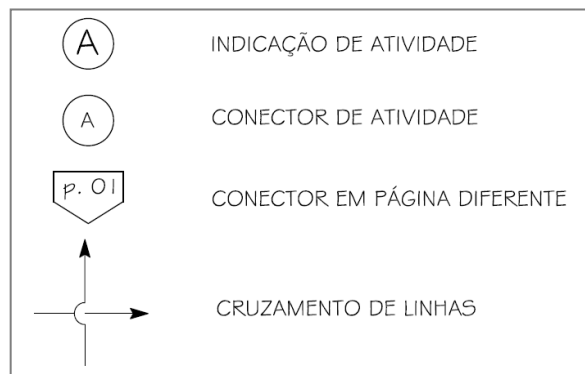 A INDICAÇÃO DE ATIVIDADE
A CONECTOR DE ATIVIDADE
p. 01 CONECTOR EM PÁGINA DIFERENTE
CRUZAMENTO DE LINHAS